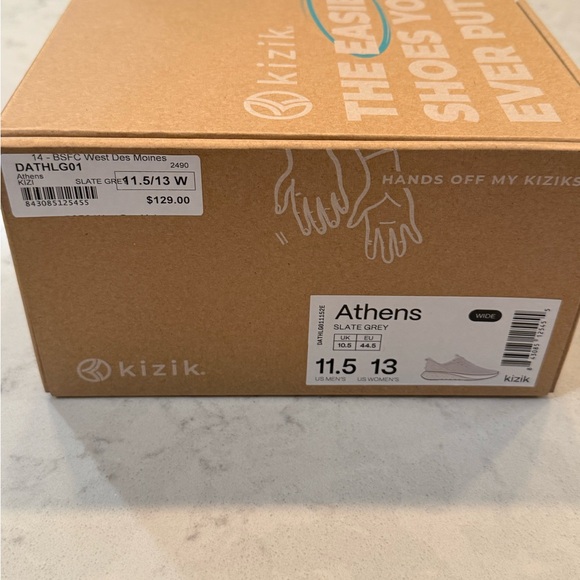 kizik.
THE EASIE
SHOES YO
EVER PUT
14 - BSFC West Des Moines
DATHLG01
2490
Athens
KIZI
SLATE GRE
11.5/13 W
843085125455
$129.00
HANDS OFF MY KIZIKS
kizik.
DATHLG011152E
Athens
WIDE
SLATE GREY
UK
EU
10.5
44.5
11.5 13
US MEN'S US WOMEN'S
kizik